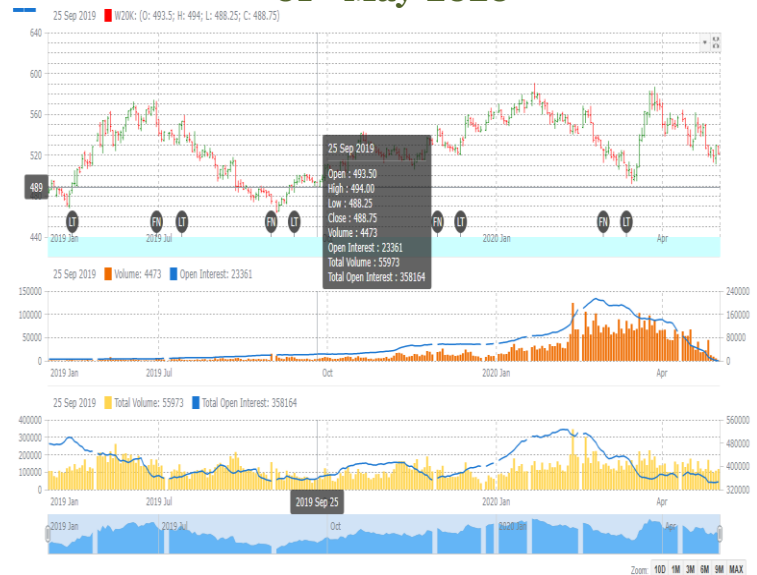 25 Sep 2019 W20K: (O: 493.5; H: 494; L: 488.25; C: 488.75)
640
600
560
520
489
440
LT FN LT FN LT FN LT FN LT
2019 Jan 2019 Jul 2020 Jan Apr
25 Sep 2019
Open : 493.50
High : 494.00
Low : 488.25
Close : 488.75
Volume : 4473
Open Interest : 23361
Total Volume : 55973
Total Open Interest : 358164
25 Sep 2019 Volume: 4473 Open Interest: 23361
150000 240000
100000 160000
50000 80000
0 0
2019 Jan 2019 Jul Oct 2020 Jan Apr
25 Sep 2019 Total Volume: 55973 Total Open Interest: 358164
400000 560000
300000 480000
200000 400000
100000
0 320000
2019 Jan 2019 Jul 2019 Sep 25 2020 Jan Apr
2019 Jan 2019 Jul Oct 2020 Jan Apr
Zoom: 10D 1M 3M 6M 9M MAX